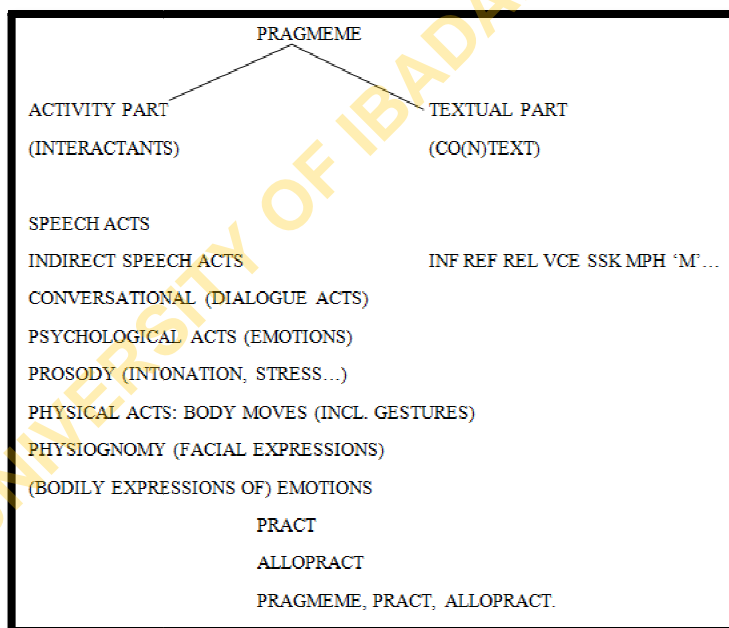 PRAGMEME
ACTIVITY PART TEXTUAL PART
(INTERACTANTS) (CO(N)TEXT)
SPEECH ACTS
INDIRECT SPEECH ACTS INF REF REL VCE SSK MPH ‘M’…
CONVERSATIONAL (DIALOGUE ACTS)
PSYCHOLOGICAL ACTS (EMOTIONS)
PROSODY (INTONATION, STRESS…)
PHYSICAL ACTS: BODY MOVES (INCL. GESTURES)
PHYSIOGNOMY (FACIAL EXPRESSIONS)
(BODILY EXPRESSIONS OF) EMOTIONS
PRACT
ALLOPRACT
PRAGMEME, PRACT, ALLOPRACT.
UNIVERSITY OF IBADA